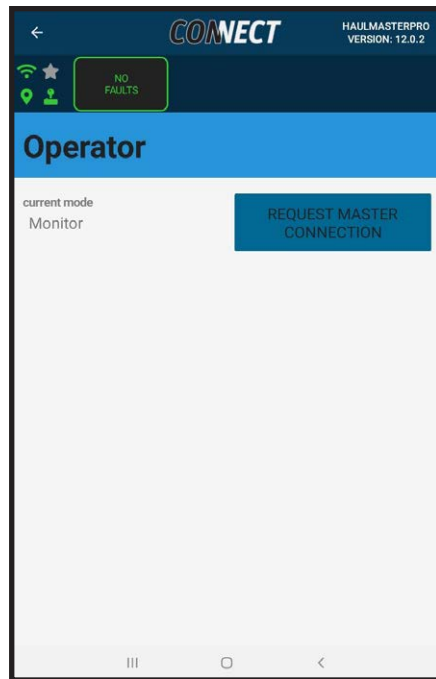 CONNECT
HAULMASTERPRO
VERSION: 12.0.2
NO
FAULTS
Operator
current mode
Monitor
REQUEST MASTER
CONNECTION